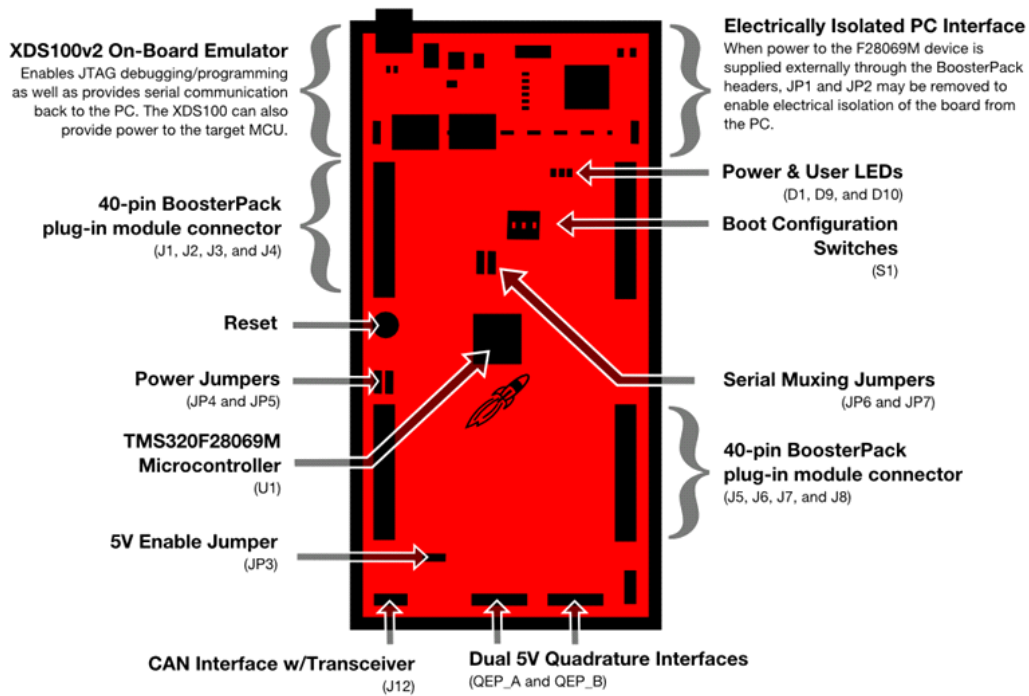 XDS100v2 On-Board Emulator
Enables JTAG debugging/programming
as well as provides serial communication
back to the PC. The XDS100 can also
provide power to the target MCU.
40-pin BoosterPack
plug-in module connector
(J1, J2, J3, and J4)
Reset
Power Jumpers
(JP4 and JP5)
TMS320F28069M
Microcontroller
(U1)
5V Enable Jumper
(JP3)
CAN Interface w/Transceiver
(J12)
Dual 5V Quadrature Interfaces
(QEP_A and QEP_B)
Electrically Isolated PC Interface
When power to the F28069M device is
supplied externally through the BoosterPack
headers, JP1 and JP2 may be removed to
enable electrical isolation of the board from
the PC.
Power & User LEDs
(D1, D9, and D10)
Boot Configuration
Switches
(S1)
Serial Muxing Jumpers
(JP6 and JP7)
40-pin BoosterPack
plug-in module connector
(J5, J6, J7, and J8)